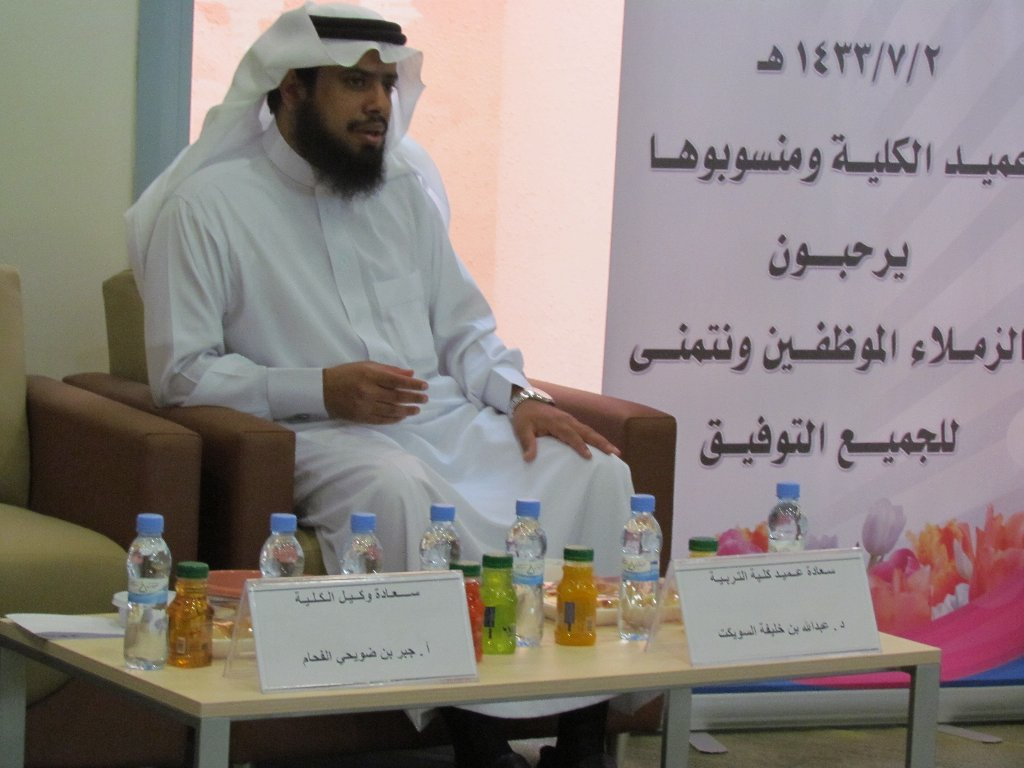 ١٤٣٣/٧/٢ هـ
عميد الكلية ومنسوبوها
يرحبون
الزملاء الموظفين ونتمنى
للجميع التوفيق
سعادة وكيل الكلية
أ. جبر بن ضويحي الفحام
سعادة عميد كلية التربية
د. عبدالله بن خليفة السويكت